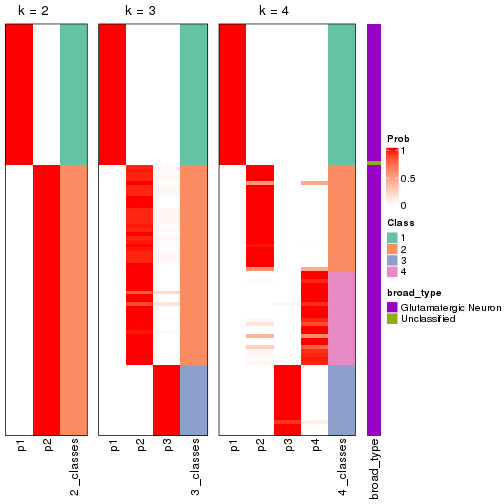 k = 2 k = 3 k = 4
Prob
1
0.5
0
Class
1
2
3
4
broad_type
Glutamatergic Neuron
Unclassified
p1 p2 2_classes p1 p2 p3 3_classes p1 p2 p3 p4 4_classes broad_type